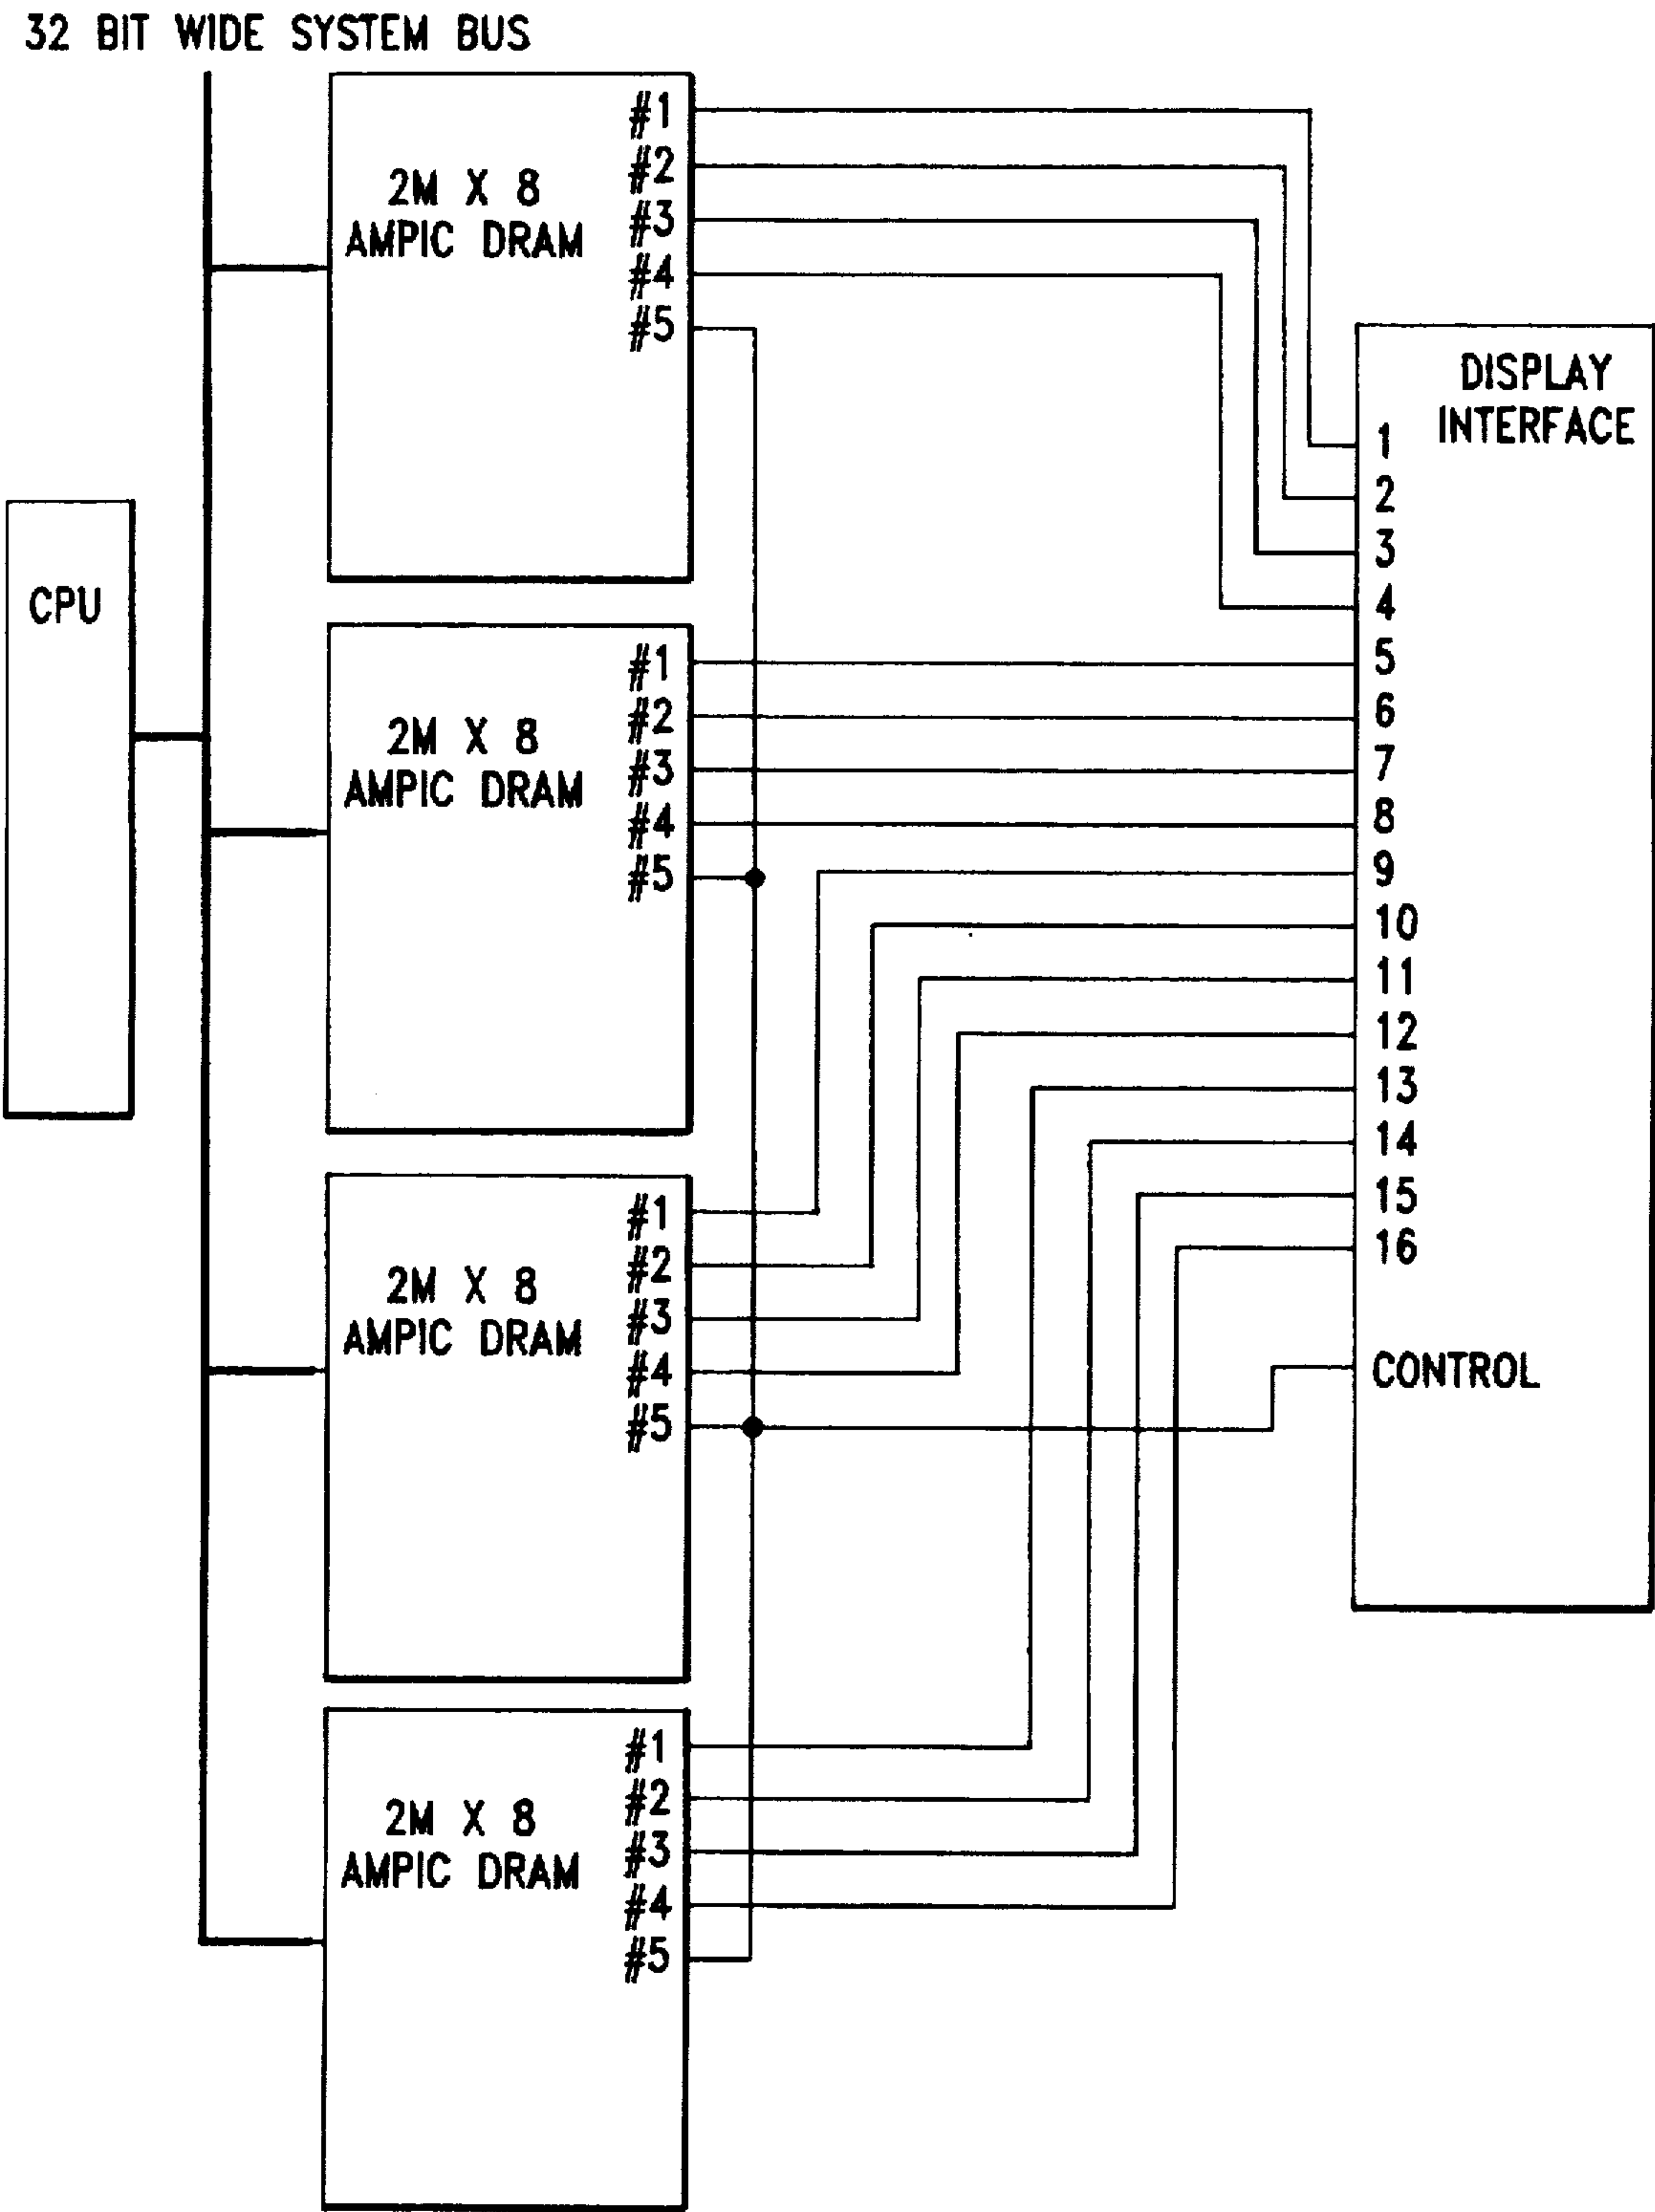 32 BIT WIDE SYSTEM BUS
CPU
2M X 8
AMPIC DRAM
#1
#2
#3
#4
#5
2M X 8
AMPIC DRAM
#1
#2
#3
#4
#5
2M X 8
AMPIC DRAM
#1
#2
#3
#4
#5
2M X 8
AMPIC DRAM
#1
#2
#3
#4
#5
DISPLAY
INTERFACE
1
2
3
4
5
6
7
8
9
10
11
12
13
14
15
16
CONTROL